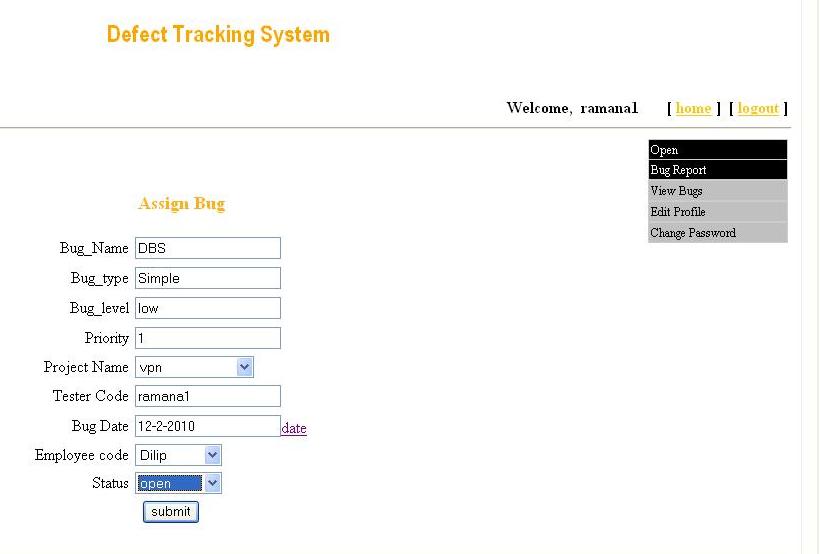 Defect Tracking System
Welcome, ramana1 [ home ] [ logout ]
Open
Bug Report
View Bugs
Edit Profile
Change Password
Assign Bug
Bug_Name DBS
Bug_type Simple
Bug_level low
Priority 1
Project Name vpn
Tester Code ramana1
Bug Date 12-2-2010 date
Employee code Dilip
Status open
submit